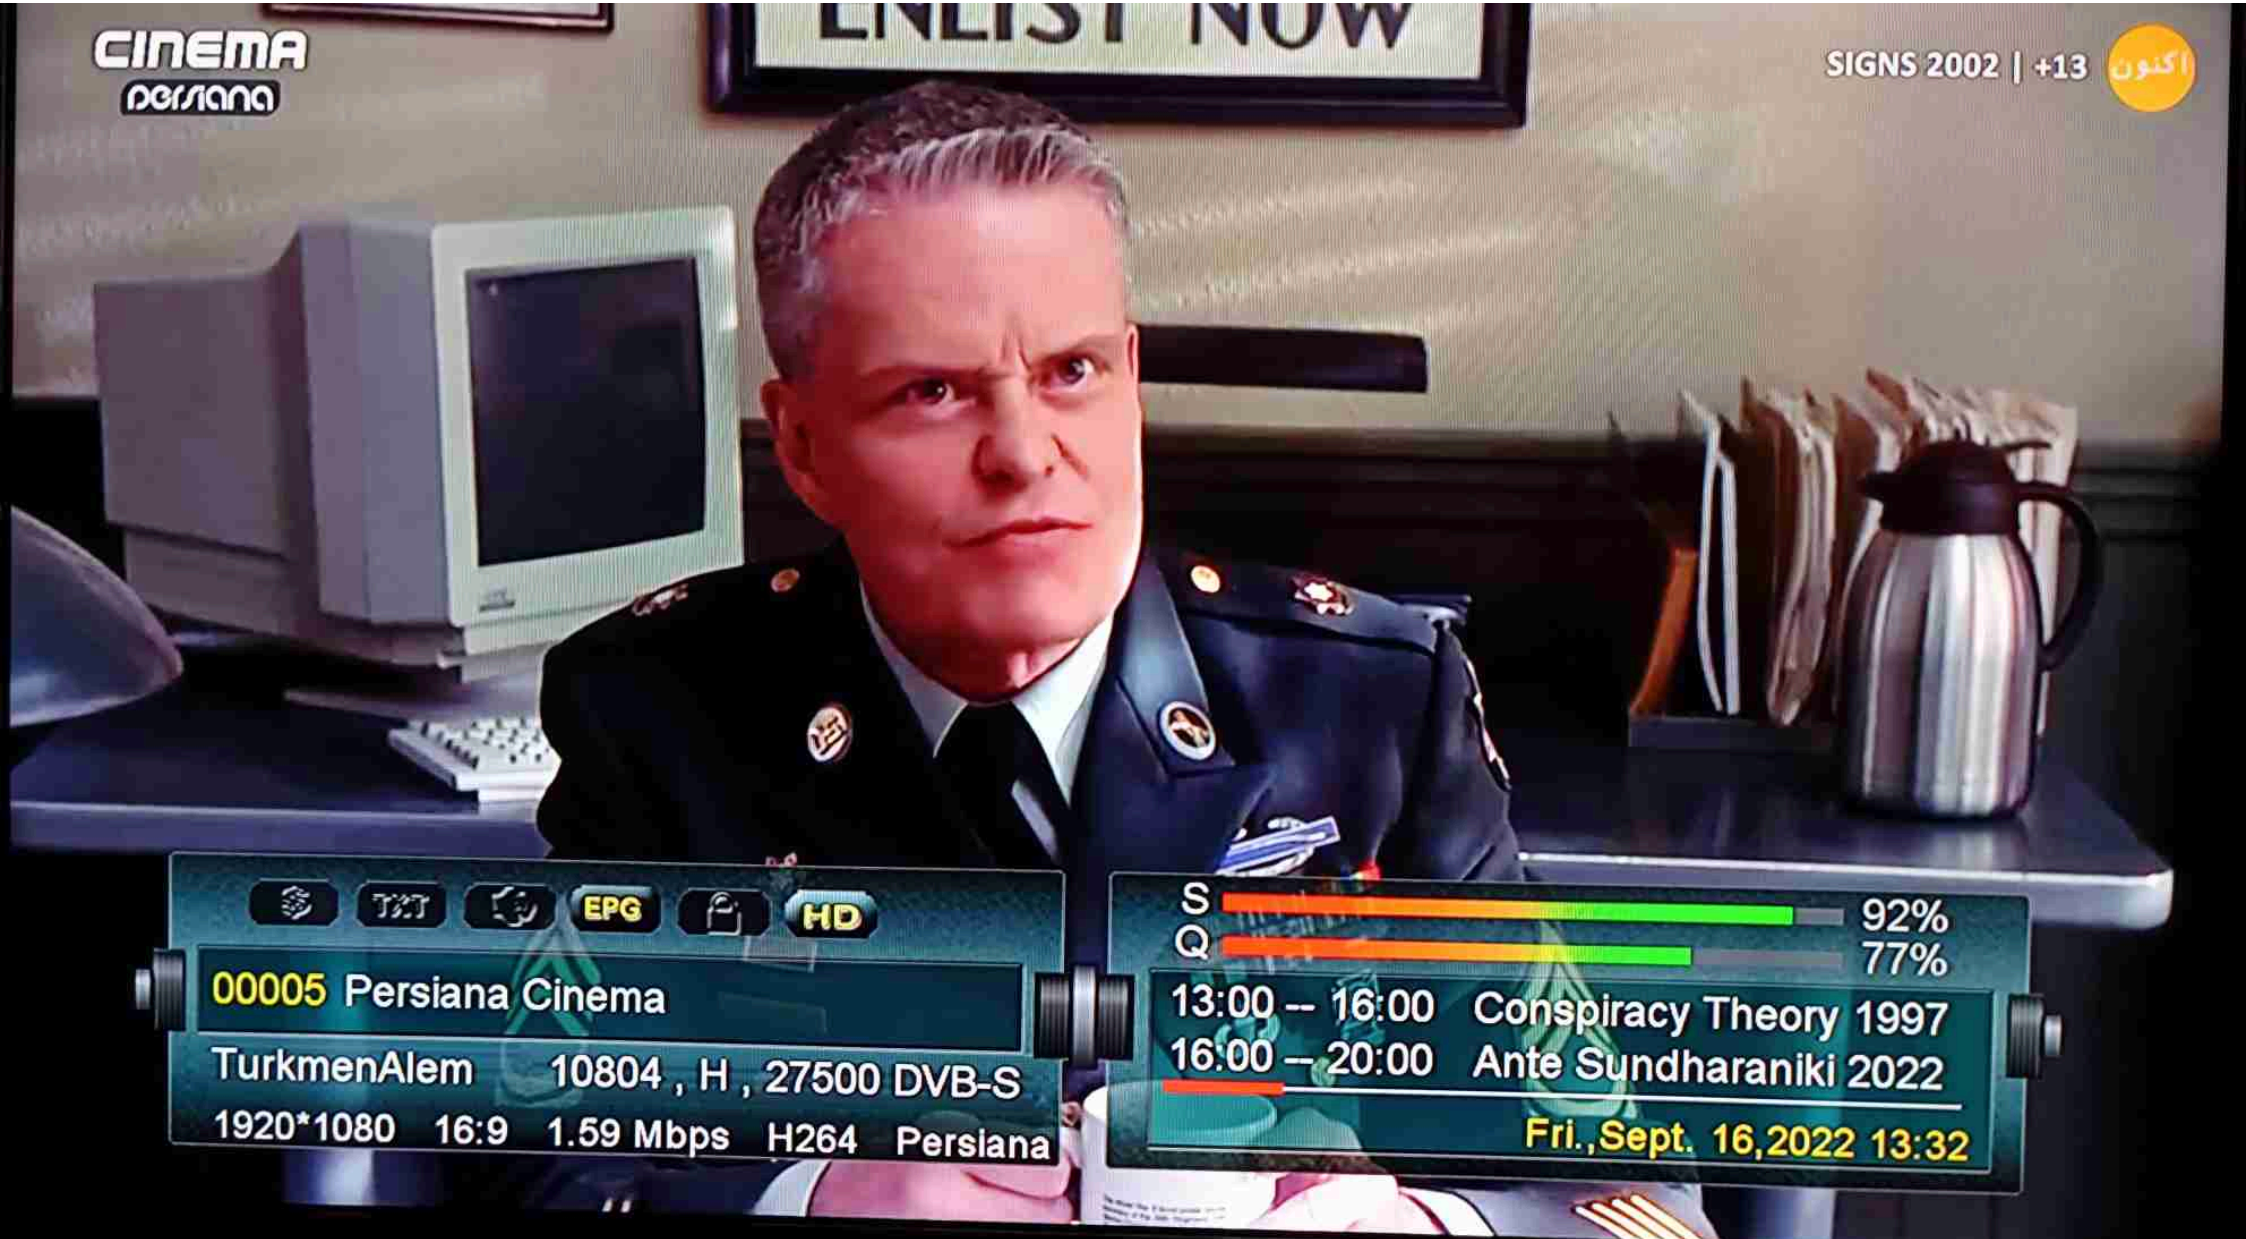 ENLIST NOW
CINEMA
persiana
SIGNS 2002 | +13
اکنون
TXT
EPG
HD
S 92%
Q 77%
00005 Persiana Cinema
TurkmenAlem 10804 , H , 27500 DVB-S
1920*1080 16:9 1.59 Mbps H264 Persiana
13:00 -- 16:00 Conspiracy Theory 1997
16:00 -- 20:00 Ante Sundharaniki 2022
Fri.,Sept. 16,2022 13:32